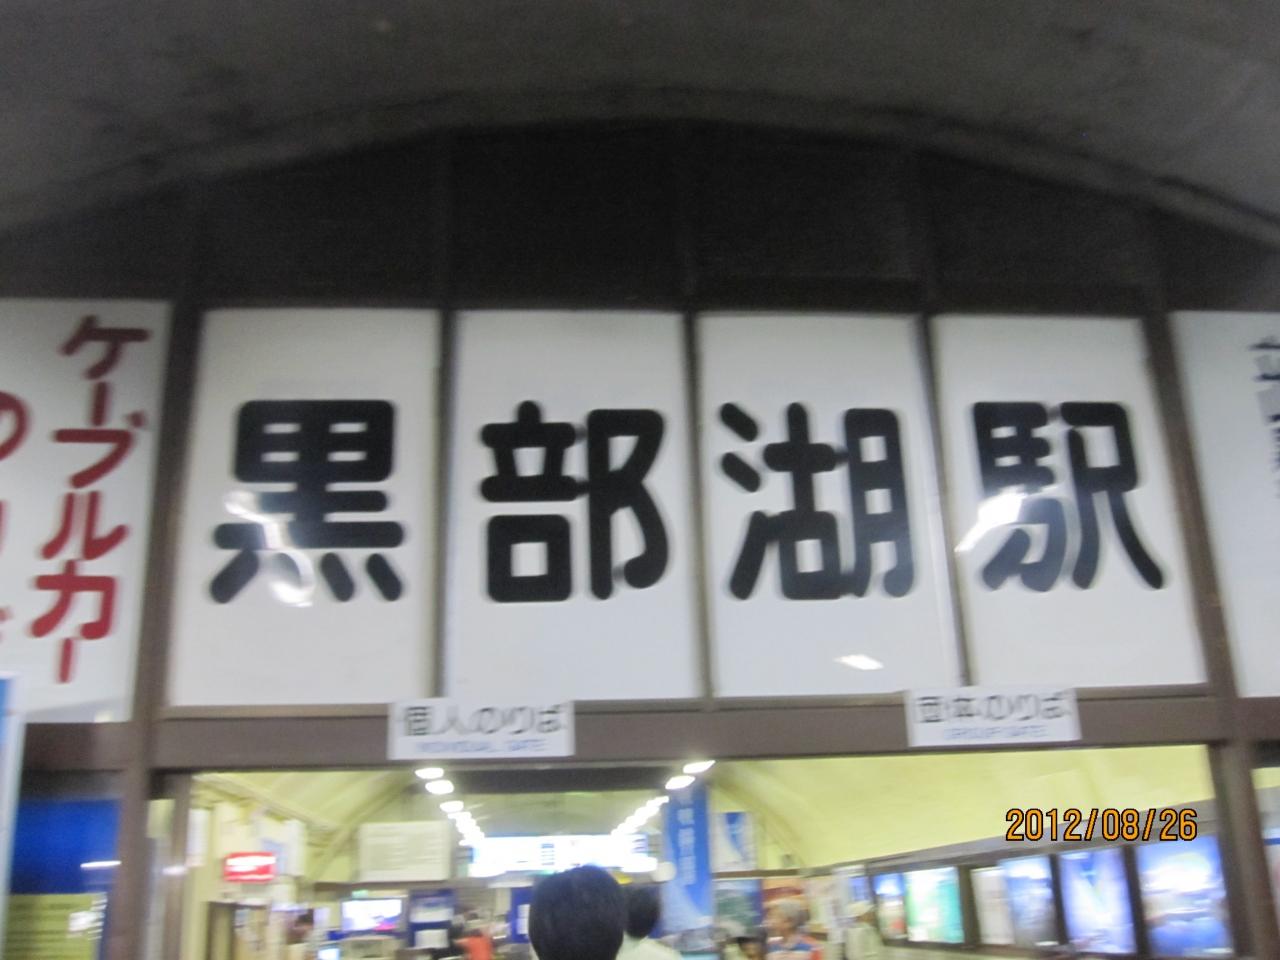 ケーブルカー
黒部湖駅
個人のりば
INDIVIDUAL GATE
団体のりば
GROUP GATE
2012/08/26